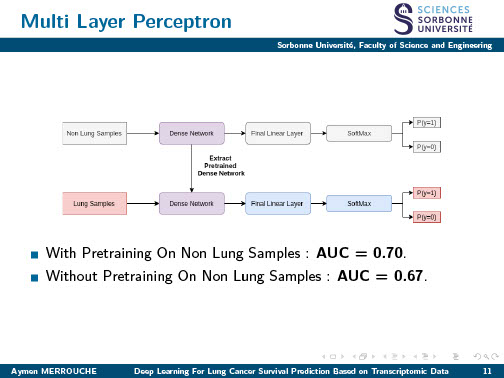 Multi Layer Perceptron
SCIENCES
SORBONNE
UNIVERSITÉ
Sorbonne Université, Faculty of Science and Engineering
Non Lung Samples
Dense Network
Final Linear Layer
SoftMax
P(y=1)
P(y=0)
Extract
Pretrained
Dense Network
Lung Samples
Dense Network
Final Linear Layer
SoftMax
P(y=1)
P(y=0)
With Pretraining On Non Lung Samples : AUC = 0.70.
Without Pretraining On Non Lung Samples : AUC = 0.67.
Aymen MERROUCHE
Deep Learning For Lung Cancer Survival Prediction Based on Transcriptomic Data
11